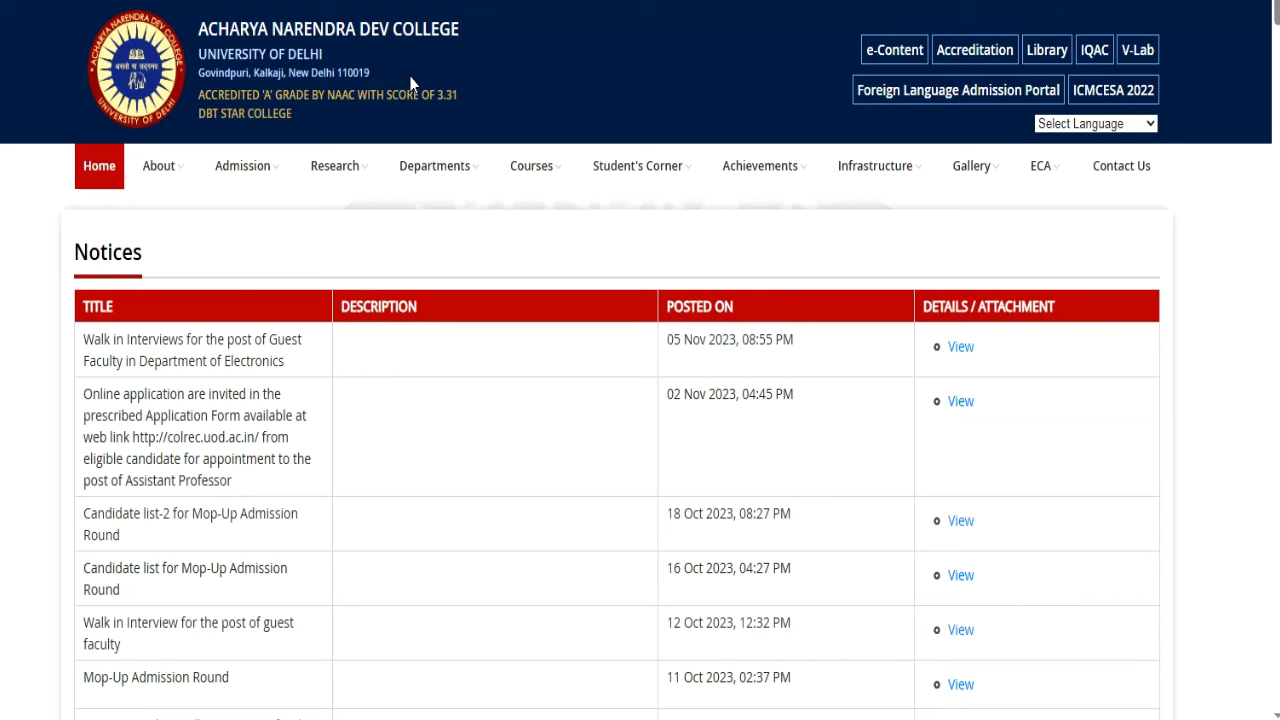 ACHARYA NARENDRA DEV COLLEGE
UNIVERSITY OF DELHI
Govindpuri, Kalkaji, New Delhi 110019
ACCREDITED 'A' GRADE BY NAAC WITH SCORE OF 3.31
DBT STAR COLLEGE
ACHARYA NARENDRA DEV COLLEGE
UNIVERSITY OF DELHI
e-Content Accreditation Library IQAC V-Lab
Foreign Language Admission Portal ICMCESA 2022
Select Language
Home About Admission Research Departments Courses Student's Corner Achievements Infrastructure Gallery ECA Contact Us
Notices
TITLE DESCRIPTION POSTED ON DETAILS / ATTACHMENT
Walk in Interviews for the post of Guest
Faculty in Department of Electronics
05 Nov 2023, 08:55 PM
View
Online application are invited in the
prescribed Application Form available at
web link http://colrec.uod.ac.in/ from
eligible candidate for appointment to the
post of Assistant Professor
02 Nov 2023, 04:45 PM
View
Candidate list-2 for Mop-Up Admission
Round
18 Oct 2023, 08:27 PM
View
Candidate list for Mop-Up Admission
Round
16 Oct 2023, 04:27 PM
View
Walk in Interview for the post of guest
faculty
12 Oct 2023, 12:32 PM
View
Mop-Up Admission Round
11 Oct 2023, 02:37 PM
View